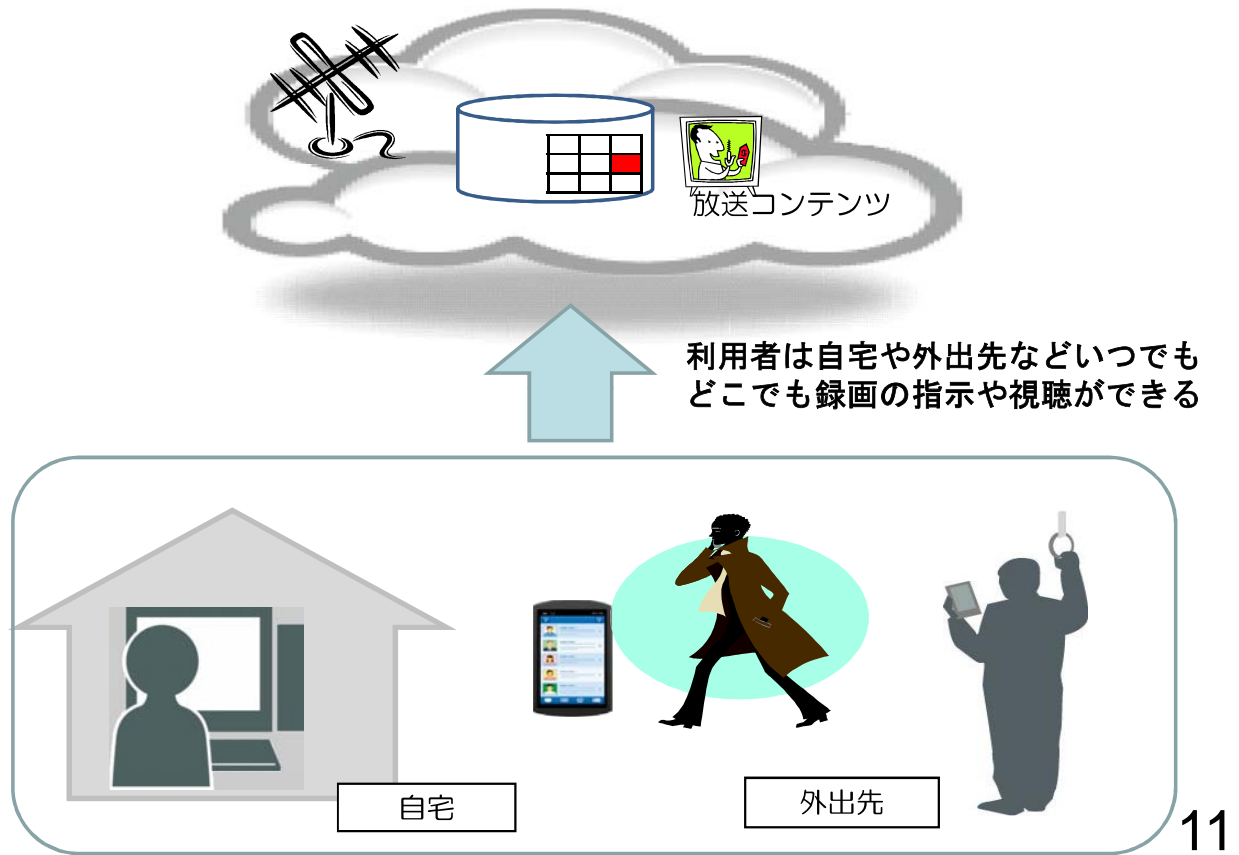 放送コンテンツ
利用者は自宅や外出先などいつでも
どこでも録画の指示や視聴ができる
自宅
外出先
11